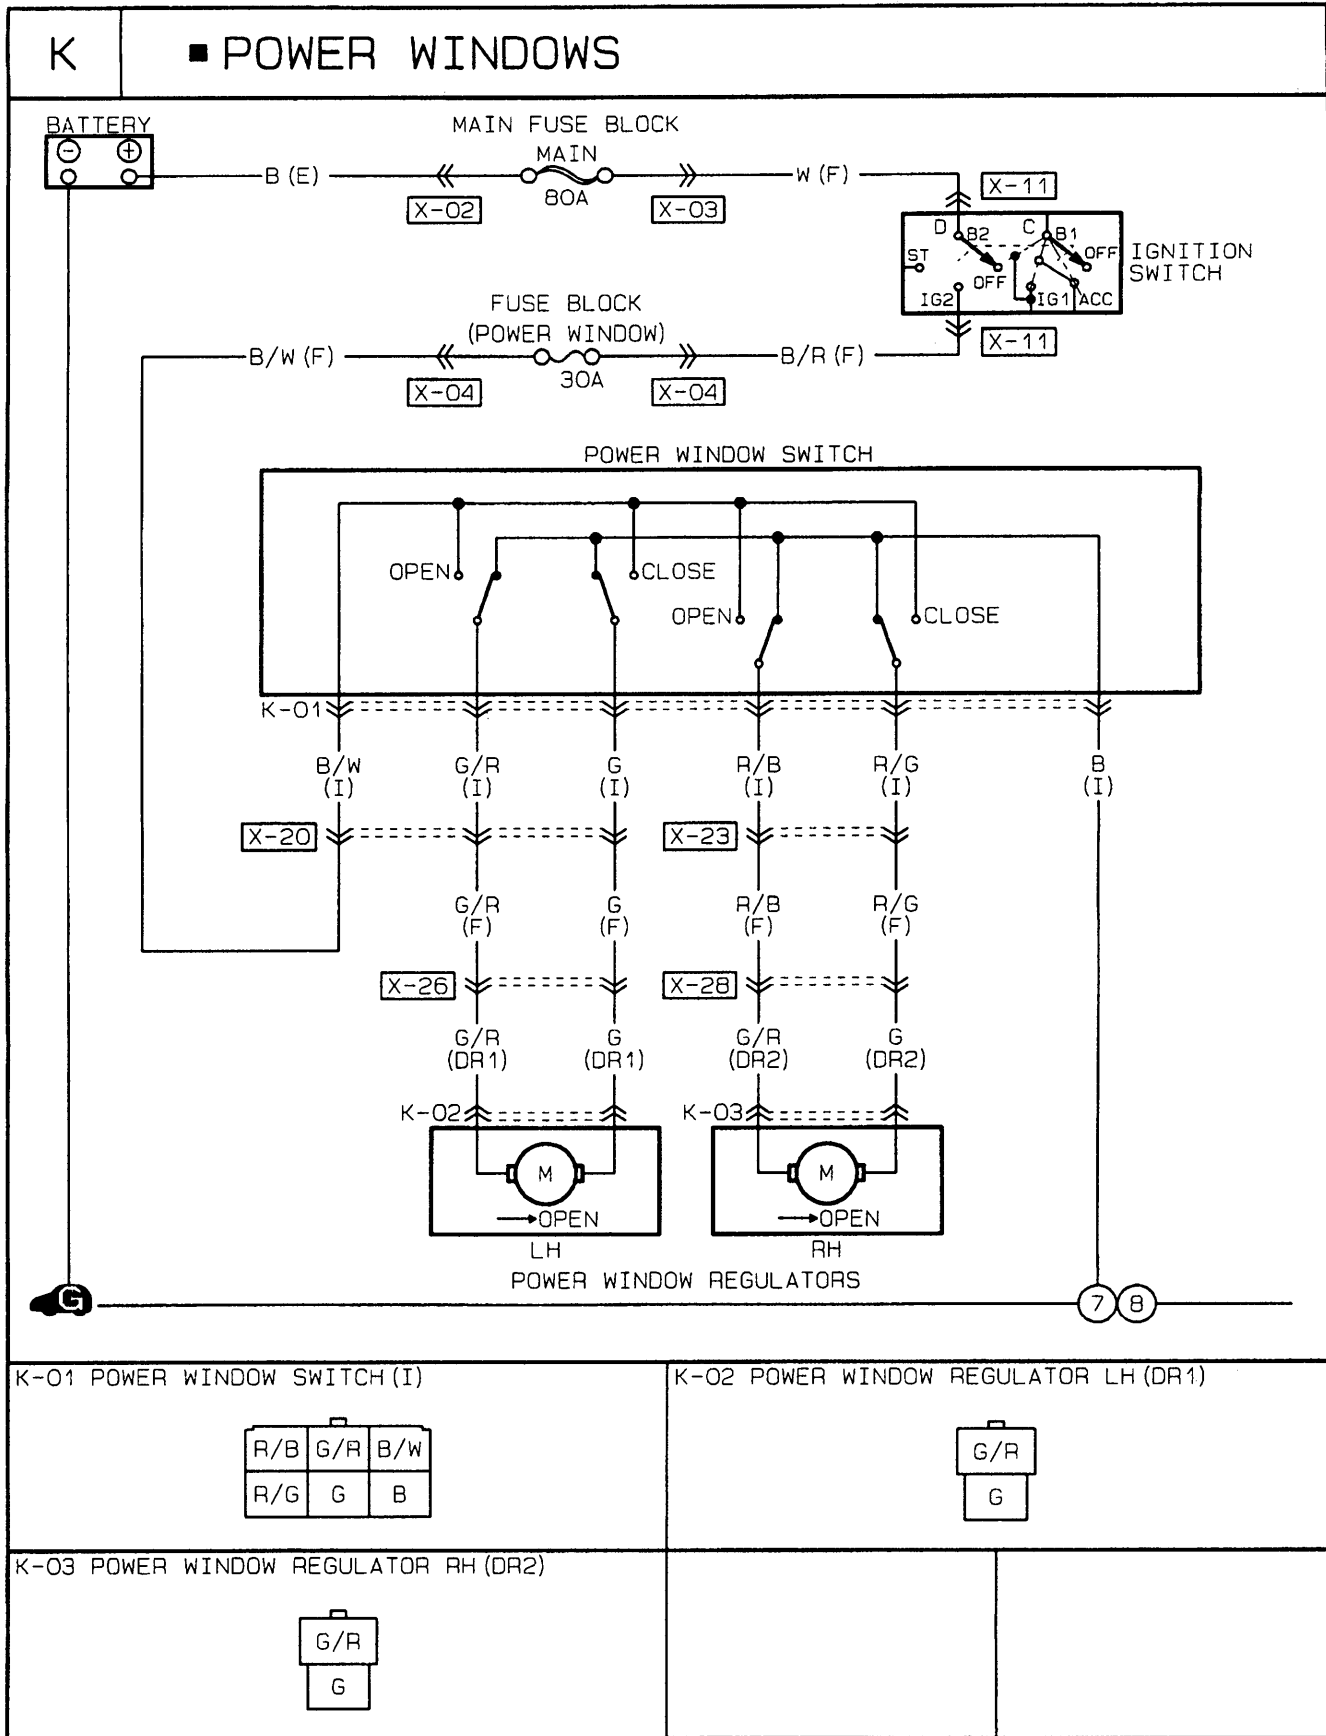 K
■ POWER WINDOWS
BATTERY
MAIN FUSE BLOCK
MAIN
80A
B (E)
W (F)
X-02
X-03
X-11
D
B2
C
B1
ST
OFF
OFF
IG2
IG1
ACC
IGNITION
SWITCH
X-11
FUSE BLOCK
(POWER WINDOW)
30A
B/W (F)
B/R (F)
X-04
X-04
POWER WINDOW SWITCH
OPEN
CLOSE
OPEN
CLOSE
K-01
B/W
(I)
G/R
(I)
G
(I)
R/B
(I)
R/G
(I)
B
(I)
X-20
X-23
G/R
(F)
G
(F)
R/B
(F)
R/G
(F)
X-26
X-28
G/R
(DR1)
G
(DR1)
G/R
(DR2)
G
(DR2)
K-02
K-03
M
M
OPEN
OPEN
LH
RH
POWER WINDOW REGULATORS
G
7
8
K-01 POWER WINDOW SWITCH (I)
R/B G/R B/W
R/G G B
K-02 POWER WINDOW REGULATOR LH (DR1)
G/R
G
K-03 POWER WINDOW REGULATOR RH (DR2)
G/R
G